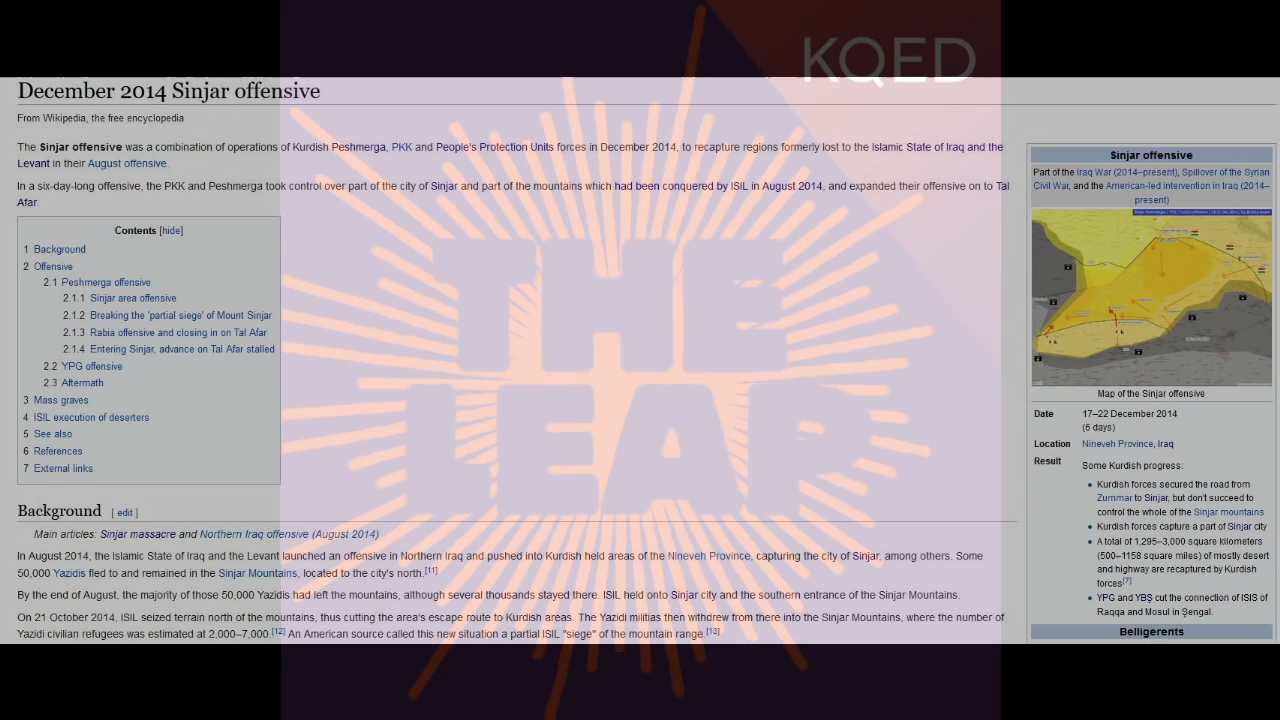 KQED
THE
LEAP
December 2014 Sinjar offensive
From Wikipedia, the free encyclopedia
The Sinjar offensive was a combination of operations of Kurdish Peshmerga, PKK and People's Protection Units forces in December 2014, to recapture regions formerly lost to the Islamic State of Iraq and the
Levant in their August offensive.
In a six-day-long offensive, the PKK and Peshmerga took control over part of the city of Sinjar and part of the mountains which had been conquered by ISIL in August 2014, and expanded their offensive on to Tal
Afar.
Contents [hide]
1 Background
2 Offensive
2.1 Peshmerga offensive
2.1.1 Sinjar area offensive
2.1.2 Breaking the 'partial siege' of Mount Sinjar
2.1.3 Rabia offensive and closing in on Tal Afar
2.1.4 Entering Sinjar, advance on Tal Afar stalled
2.2 YPG offensive
2.3 Aftermath
3 Mass graves
4 ISIL execution of deserters
5 See also
6 References
7 External links
Background [ edit ]
Main articles: Sinjar massacre and Northern Iraq offensive (August 2014)
In August 2014, the Islamic State of Iraq and the Levant launched an offensive in Northern Iraq and pushed into Kurdish held areas of the Nineveh Province, capturing the city of Sinjar, among others. Some
50,000 Yazidis fled to and remained in the Sinjar Mountains, located to the city's north.[11]
By the end of August, the majority of those 50,000 Yazidis had left the mountains, although several thousands stayed there. ISIL held onto Sinjar city and the southern entrance of the Sinjar Mountains.
On 21 October 2014, ISIL seized terrain north of the mountains, thus cutting the area's escape route to Kurdish areas. The Yazidi militias then withdrew from there into the Sinjar Mountains, where the number of
Yazidi civilian refugees was estimated at 2,000–7,000.[12] An American source called this new situation a partial ISIL "siege" of the mountain range.[13]
Sinjar offensive
Part of the Iraq War (2014–present), Spillover of the Syrian
Civil War, and the American-led intervention in Iraq (2014–
present)
Map of the Sinjar offensive
Date 17–22 December 2014
(6 days)
Location Nineveh Province, Iraq
Result Some Kurdish progress:
• Kurdish forces secured the road from
Zummar to Sinjar, but don't succeed to
control the whole of the Sinjar mountains
• Kurdish forces capture a part of Sinjar city
• A total of 1,295–3,000 square kilometers
(500–1158 square miles) of mostly desert
and highway are recaptured by Kurdish
forces[7]
• YPG and YBŞ cut the connection of ISIS of
Raqqa and Mosul in Şengal.
Belligerents